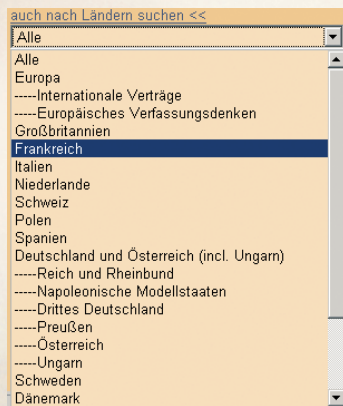 auch nach Ländern suchen <<
Alle
Alle
Europa
-----Internationale Verträge
-----Europäisches Verfassungsdenken
Großbritannien
Frankreich
Italien
Niederlande
Schweiz
Polen
Spanien
Deutschland und Österreich (incl. Ungarn)
-----Reich und Rheinbund
-----Napoleonische Modellstaaten
-----Drittes Deutschland
-----Preußen
-----Österreich
-----Ungarn
Schweden
Dänemark